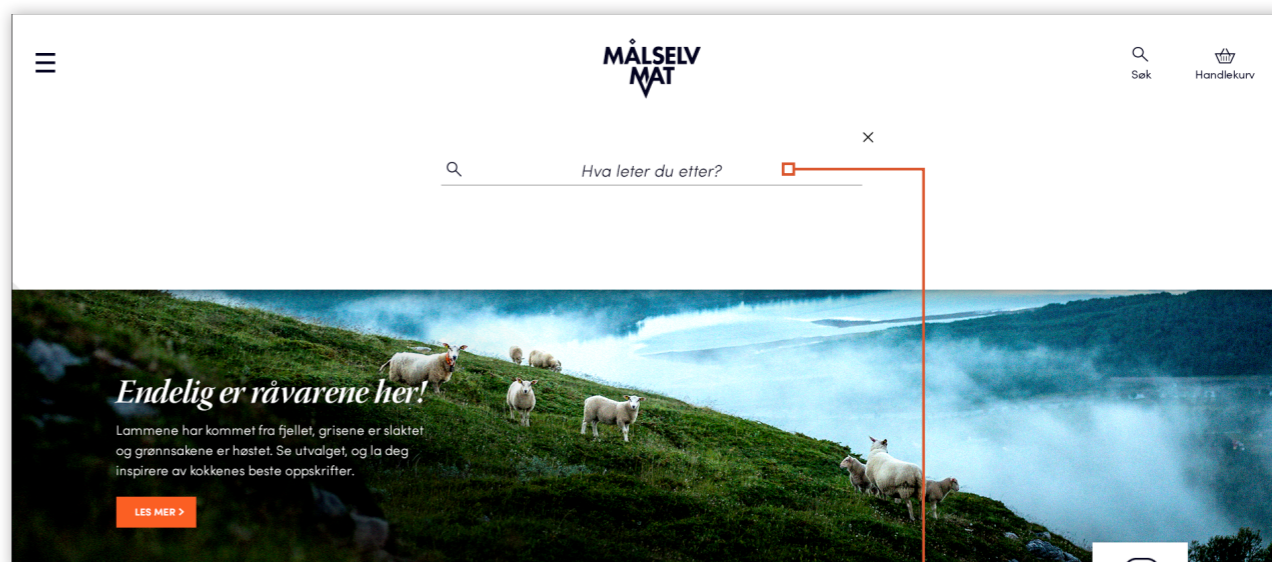 MÅLSELV
MAT
Søk
Handlekurv
Hva leter du etter?
Endelig er råvarene her!
Lammene har kommet fra fjellet, grisene er slaktet
og grønnsakene er høstet. Se utvalget, og la deg
inspirere av kokkenes beste oppskrifter.
LES MER >